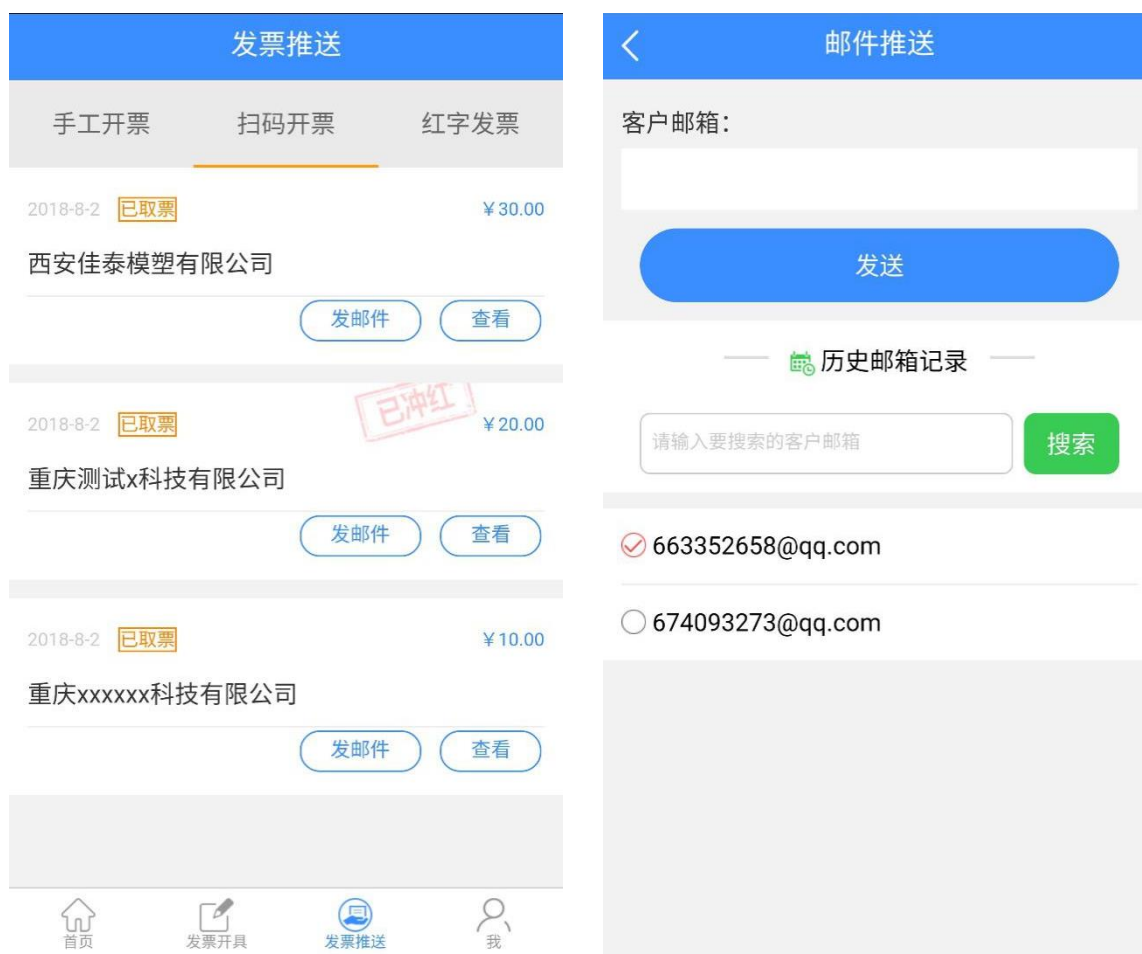 发票推送
手工开票 扫码开票 红字发票
2018-8-2 已取票 ¥30.00
西安佳泰模塑有限公司
发邮件 查看
已冲红
2018-8-2 已取票 ¥20.00
重庆测试x科技有限公司
发邮件 查看
2018-8-2 已取票 ¥10.00
重庆xxxxxx科技有限公司
发邮件 查看
首页 发票开具 发票推送 我
邮件推送
客户邮箱:
发送
历史邮箱记录
请输入要搜索的客户邮箱 搜索
663352658@qq.com
674093273@qq.com